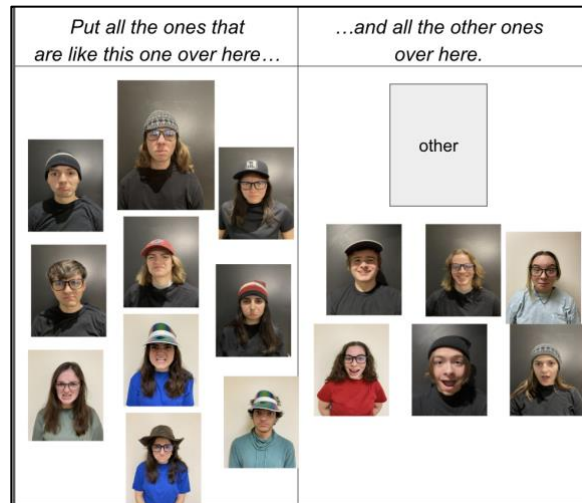 Put all the ones that
are like this one over here…
…and all the other ones
over here.
other